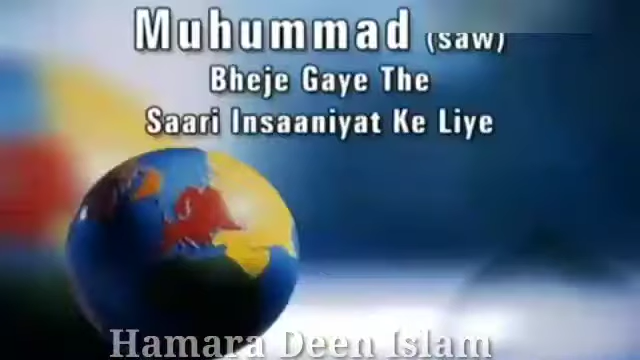 Muhummad (saw)
Bheje Gaye The
Saari Insaaniyat Ke Liye
Hamara Deen Islam